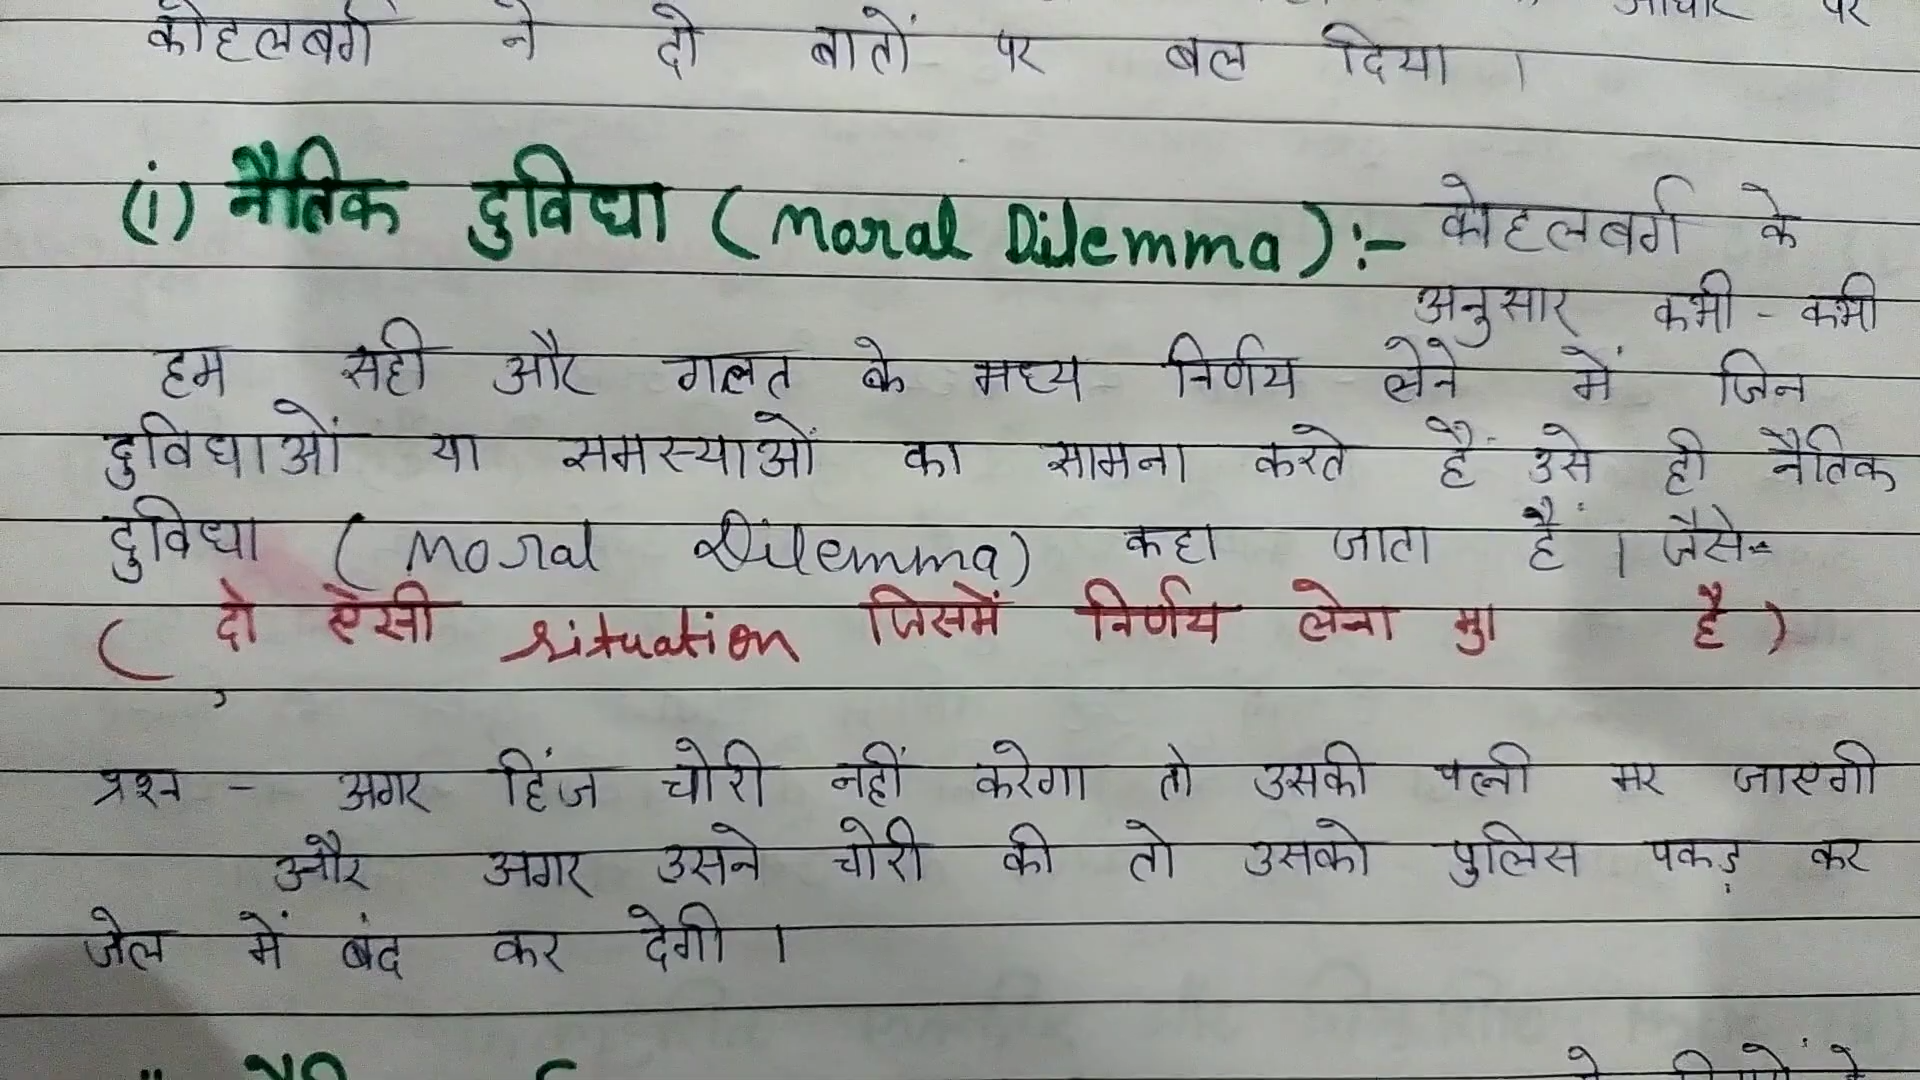 आधार पर
कोहलबर्ग ने दो बातों पर बल दिया ।
(i) नैतिक दुविधा (Moral Dilemma) :- कोहलबर्ग के
अनुसार कभी - कभी
हम सही और गलत के मध्य निर्णय लेने में जिन
दुविधाओं या समस्याओं का सामना करते हैं उसे ही नैतिक
दुविधा (Moral Dilemma) कहा जाता है । जैसे-
( दो ऐसी situation जिसमें निर्णय लेना है )
प्रश्न - अगर हिंज चोरी नहीं करेगा तो उसकी पत्नी मर जाएगी
और अगर उसने चोरी की तो उसको पुलिस पकड़ कर
जेल में बंद कर देगी ।